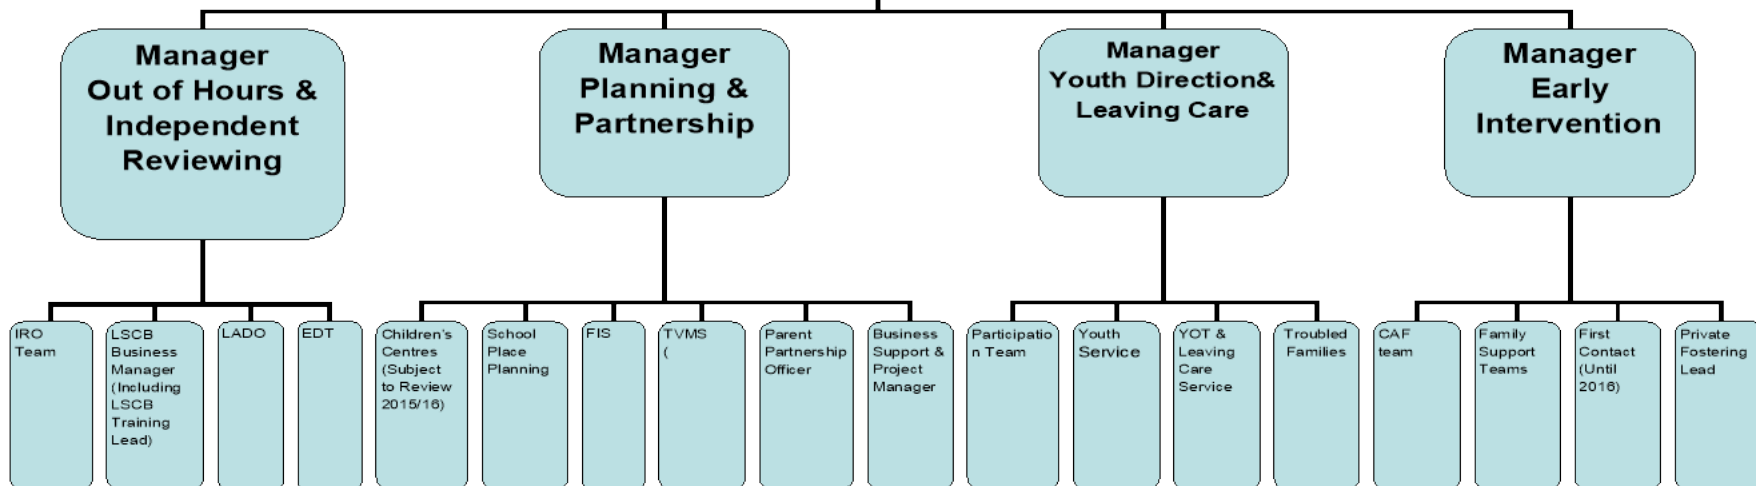 Manager
Out of Hours &
Independent
Reviewing
Manager
Planning &
Partnership
Manager
Youth Direction&
Leaving Care
Manager
Early
Intervention
IRO
Team
LSCB
Business
Manager
(Including
LSCB
Training
Lead)
LADO
EDT
Children's
Centres
(Subject
to Review
2015/16)
School
Place
Planning
FIS
TVMS
(
Parent
Partnership
Officer
Business
Support &
Project
Manager
Participatio
n Team
Youth
Service
YOT &
Leaving
Care
Service
Troubled
Families
CAF
team
Family
Support
Teams
First
Contact
(Until
2016)
Private
Fostering
Lead